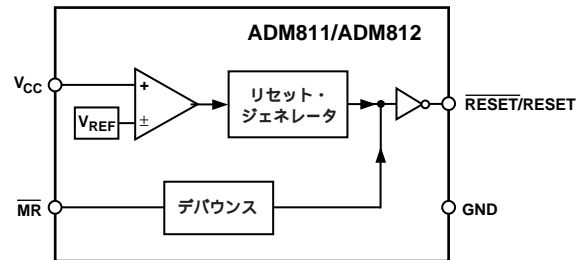 ADM811/ADM812
VCC
+
VREF
±
リセット・
ジェネレータ
RESET/RESET
MR
デバウンス
GND